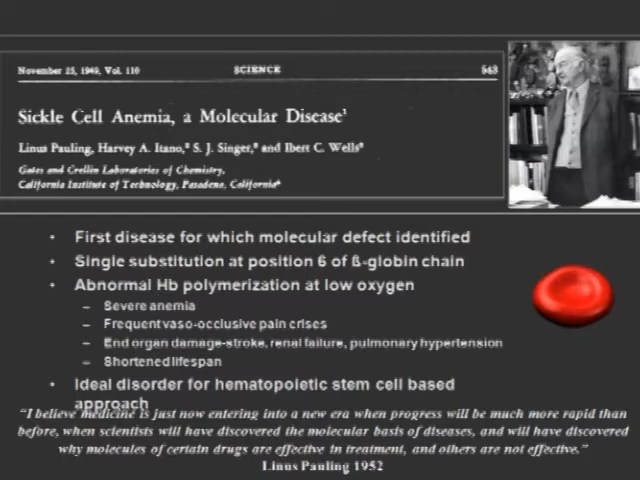 November 25, 1949, Vol. 110 SCIENCE 543
Sickle Cell Anemia, a Molecular Disease¹
Linus Pauling, Harvey A. Itano,² S. J. Singer,² and Ibert C. Wells³
Gates and Crellin Laboratories of Chemistry,
California Institute of Technology, Pasadena, California⁴
• First disease for which molecular defect identified
• Single substitution at position 6 of ß-globin chain
• Abnormal Hb polymerization at low oxygen
– Severe anemia
– Frequent vaso-occlusive pain crises
– End organ damage-stroke, renal failure, pulmonary hypertension
– Shortened lifespan
• Ideal disorder for hematopoietic stem cell based
approach
“I believe medicine is just now entering into a new era when progress will be much more rapid than
before, when scientists will have discovered the molecular basis of diseases, and will have discovered
why molecules of certain drugs are effective in treatment, and others are not effective.”
Linus Pauling 1952